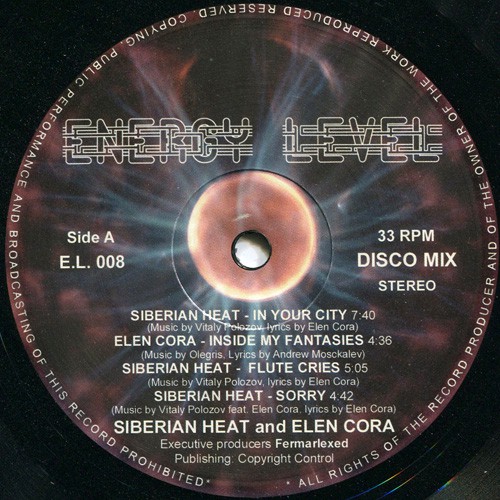 ENERGY LEVEL
Side A
E.L. 008
33 RPM
DISCO MIX
STEREO
SIBERIAN HEAT - IN YOUR CITY 7:40
(Music by Vitaly Polozov, lyrics by Elen Cora)
ELEN CORA - INSIDE MY FANTASIES 4:36
(Music by Olegris, Lyrics by Andrew Mosckalev)
SIBERIAN HEAT - FLUTE CRIES 5:05
(Music by Vitaly Polozov, lyrics by Elen Cora)
SIBERIAN HEAT - SORRY 4:42
(Music by Vitaly Polozov feat. Elen Cora. lyrics by Elen Cora)
SIBERIAN HEAT and ELEN CORA
Executive producers Fermarlexed
Publishing: Copyright Control
* ALL RIGHTS OF THE RECORD PRODUCER AND OF THE OWNER OF THE WORK REPRODUCED RESERVED. COPYING, PUBLIC PERFORMANCE AND BROADCASTING OF THIS RECORD PROHIBITED*